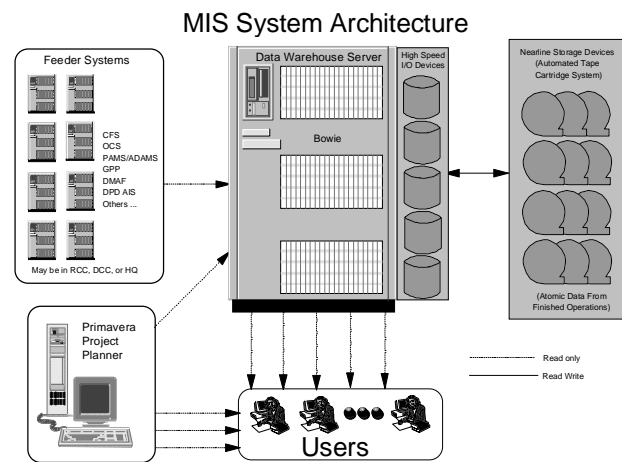 MIS System Architecture
Feeder Systems
CFS
OCS
PAMS/ADAMS
GPP
DMAF
DPD AIS
Others ...
May be in RCC, DCC, or HQ
Data Warehouse Server
Bowie
High Speed
I/O Devices
Nearline Storage Devices
(Automated Tape
Cartridge System)
(Atomic Data From
Finished Operations)
Primavera
Project
Planner
Read only
Read Write
Users